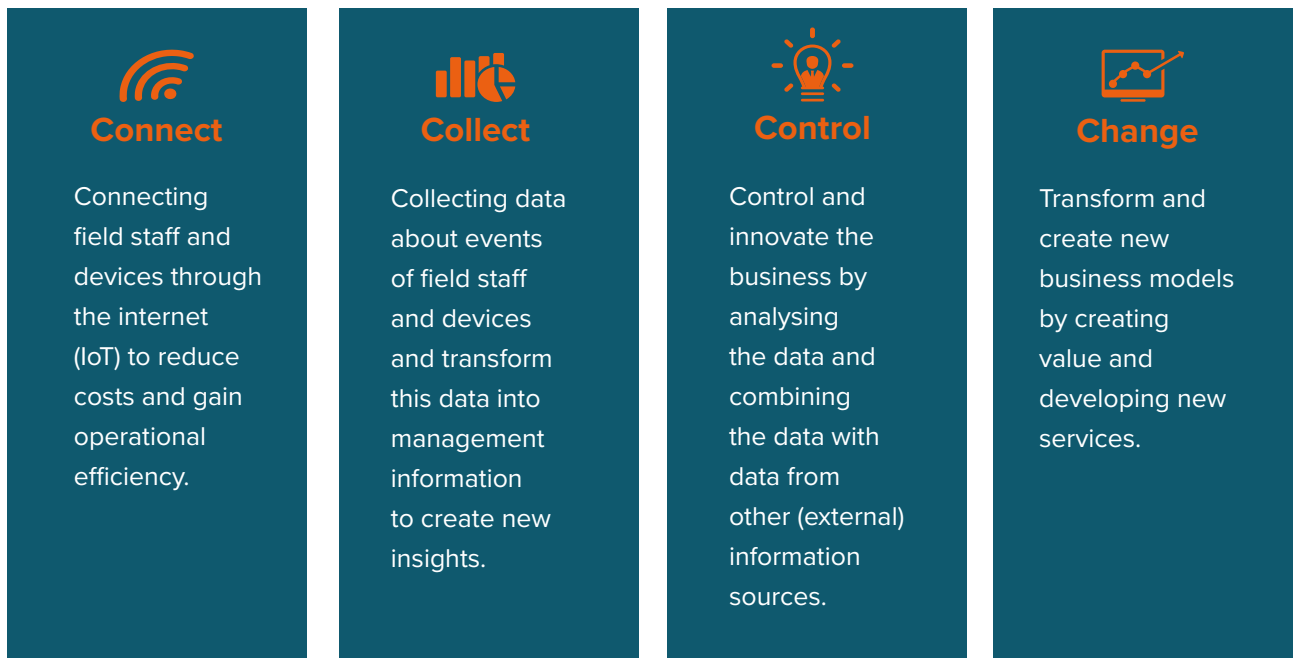 Connect
Connecting
field staff and
devices through
the internet
(IoT) to reduce
costs and gain
operational
efficiency.
Collect
Collecting data
about events
of field staff
and devices
and transform
this data into
management
information
to create new
insights.
Control
Control and
innovate the
business by
analysing
the data and
combining
the data with
data from
other (external)
information
sources.
Change
Transform and
create new
business models
by creating
value and
developing new
services.